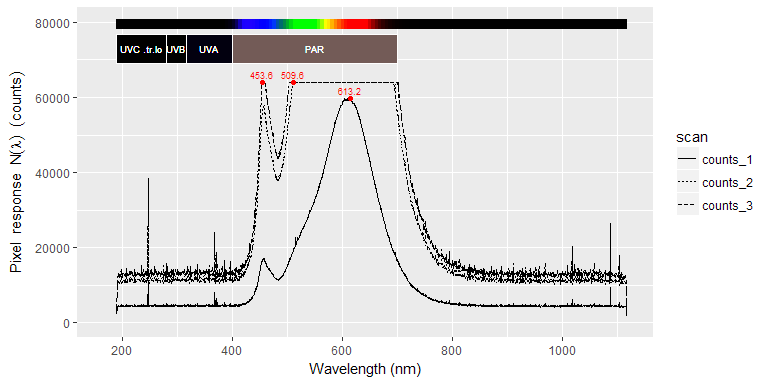 80000
60000
40000
20000
0
UVC .tr.lo UVB UVA PAR
453.6 509.6
613.2
Pixel response N(λ) (counts)
200 400 600 800 1000
Wavelength (nm)
scan
counts_1
counts_2
counts_3